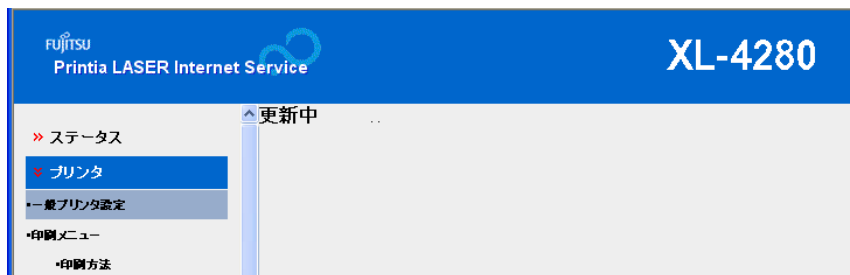 FUJITSU
Printia LASER Internet Service
XL-4280
更新中 ..
» ステータス
プリンタ
・一般プリンタ設定
・印刷メニュー
・印刷方法